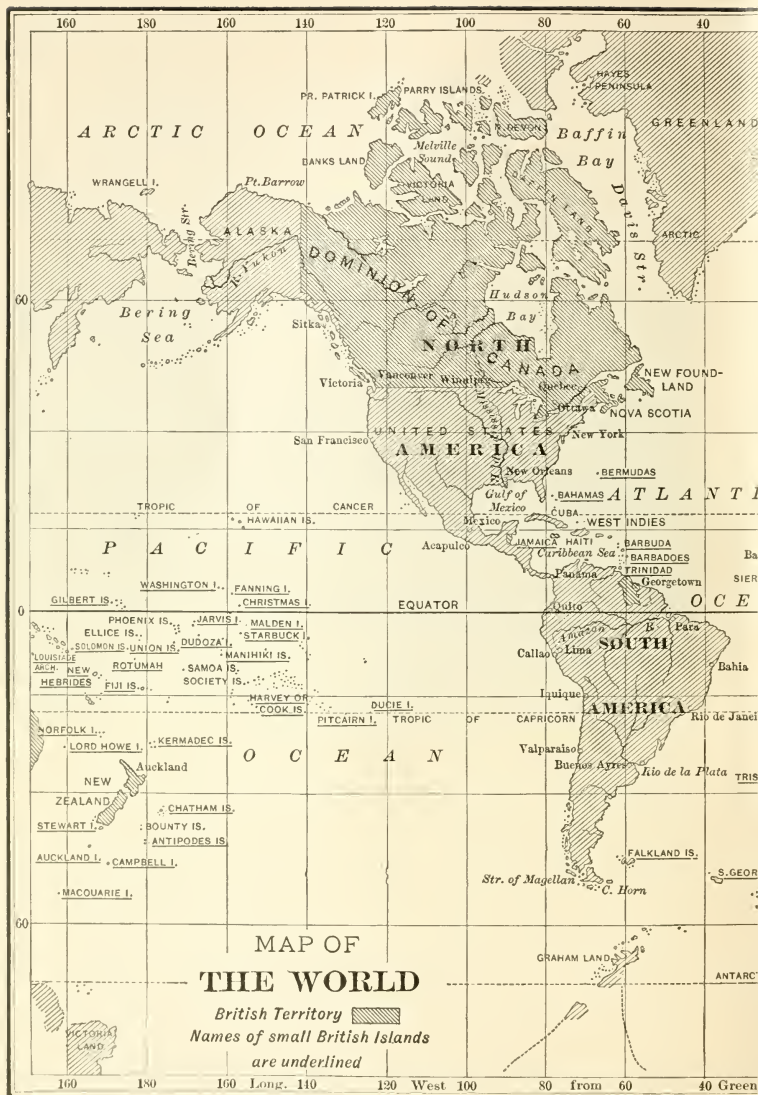 160 180 160 140 120 100 80 60 40
HAYES
PENINSULA
PR. PATRICK I.
PARRY ISLANDS
GREENLAND
ARCTIC OCEAN
N. DEVON
Baffin
Bay
Melville
Sound
BANKS LAND
WRANGELL I.
Pt. Barrow
VICTORIA
LAND
BAFFIN LAND
Davis Str.
Bering Str.
ALASKA
ARCTIC
R. Yukon
DOMINION OF CANADA
60
Hudson
Bay
Bering
Sea
Sitka
NORTH
NEW FOUND-
LAND
Vancouver
Winnipeg
Quebec
Victoria
Ottawa
NOVA SCOTIA
UNITED STATES
New York
San Francisco
AMERICA
Mississippi R.
New Orleans
BERMUDAS
Gulf of
Mexico
BAHAMAS
ATLANTI
TROPIC OF CANCER
CUBA
HAWAIIAN IS.
Mexico
WEST INDIES
PACIFIC
Acapulco
JAMAICA
HAITI
BARBUDA
Caribbean Sea
BARBADOES
Ba
TRINIDAD
SIER
WASHINGTON I.
FANNING I.
Panama
Georgetown
GILBERT IS.
CHRISTMAS I.
OCE
0
EQUATOR
Quito
PHOENIX IS.
JARVIS I.
MALDEN I.
ELLICE IS.
STARBUCK I.
Amazon R.
Para
SOLOMON IS.
UNION IS.
DUDOZA I.
SOUTH
LOUISIADE
ARCH.
MANIHIKI IS.
Callao
Lima
NEW
HEBRIDES
ROTUMAH
SAMOA IS.
Bahia
FIJI IS.
SOCIETY IS.
HARVEY OR
COOK IS.
DUCIE I.
Iquique
AMERICA
PITCAIRN I.
TROPIC OF CAPRICORN
Rio de Janei
NORFOLK I.
LORD HOWE I.
KERMADEC IS.
OCEAN
Valparaiso
Auckland
Buenos Ayres
Rio de la Plata
NEW
ZEALAND
TRIS
CHATHAM IS.
STEWART I.
BOUNTY IS.
ANTIPODES IS.
AUCKLAND I.
CAMPBELL I.
FALKLAND IS.
Str. of Magellan
S.GEOR
MACQUARIE I.
C. Horn
60
MAP OF
GRAHAM LAND
THE WORLD
ANTARC
British Territory
VICTORIA
LAND
Names of small British Islands
are underlined
160 180 160 Long. 140 120 West 100 80 from 60 40 Green